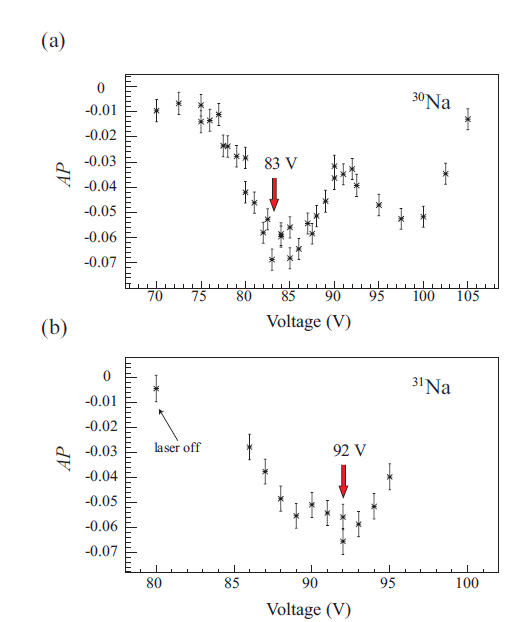 (a)
0
-0.01
-0.02
-0.03
-0.04
-0.05
-0.06
-0.07
AP
³⁰Na
83 V
70 75 80 85 90 95 100 105
Voltage (V)
(b)
0
-0.01
-0.02
-0.03
-0.04
-0.05
-0.06
-0.07
AP
³¹Na
laser off
92 V
80 85 90 95 100
Voltage (V)